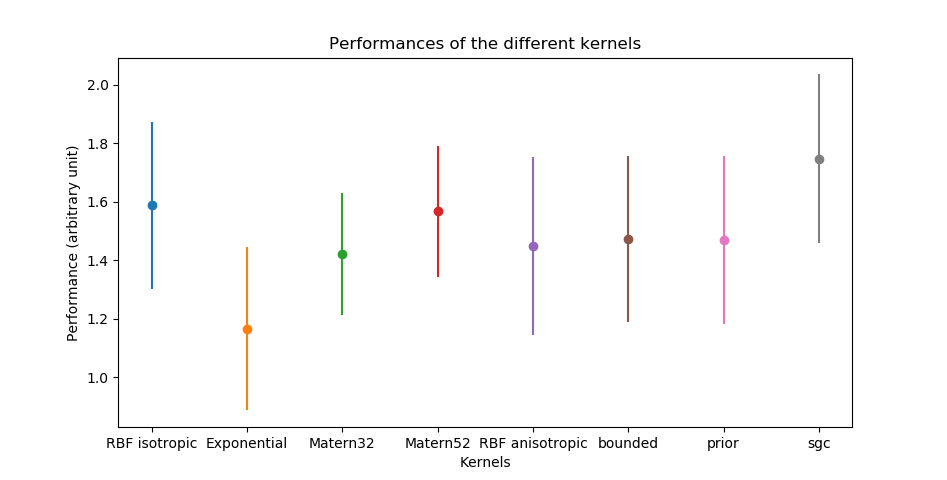 Performances of the different kernels
Performance (arbitrary unit)
2.0
1.8
1.6
1.4
1.2
1.0
RBF isotropic Exponential Matern32 Matern52 RBF anisotropic bounded prior sgc
Kernels